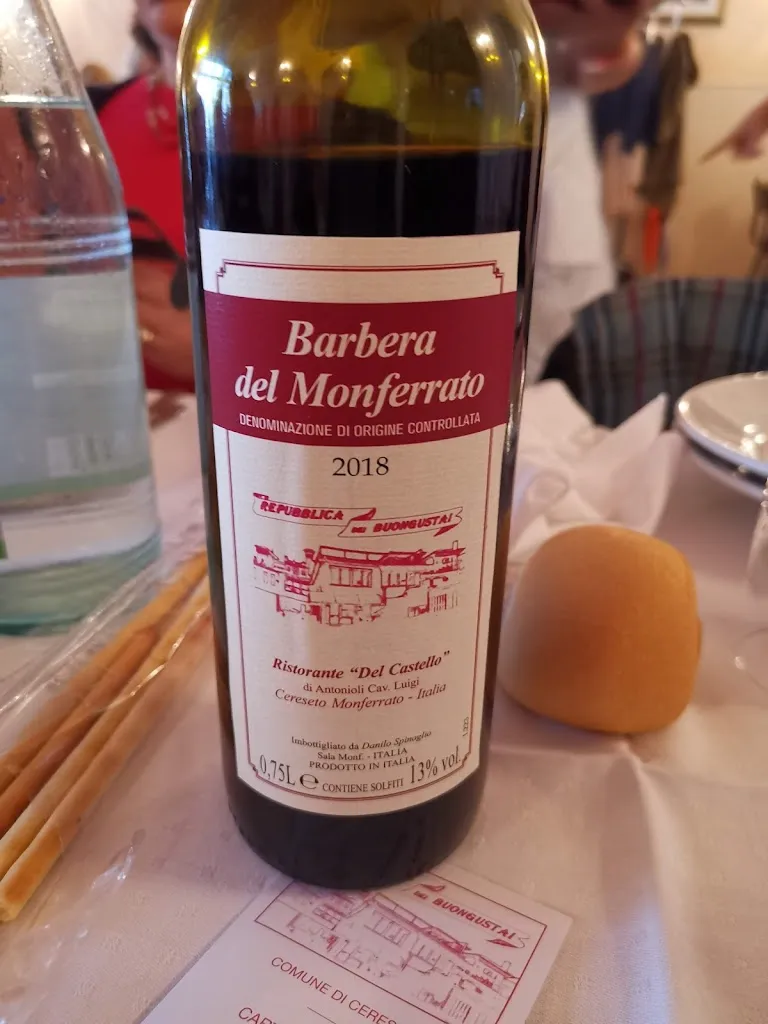 Barbera
del Monferrato
DENOMINAZIONE DI ORIGINE CONTROLLATA
2018
REPUBBLICA
DEI BUONGUSTAI
Ristorante "Del Castello"
di Antonioli Cav. Luigi
Cereseto Monferrato - Italia
Imbottigliato da Danilo Spinoglio
Sala Monf. - ITALIA
PRODOTTO IN ITALIA
0,75L e CONTIENE SOLFITI 13% vol.
DEI BUONGUSTAI
COMUNE DI CERES